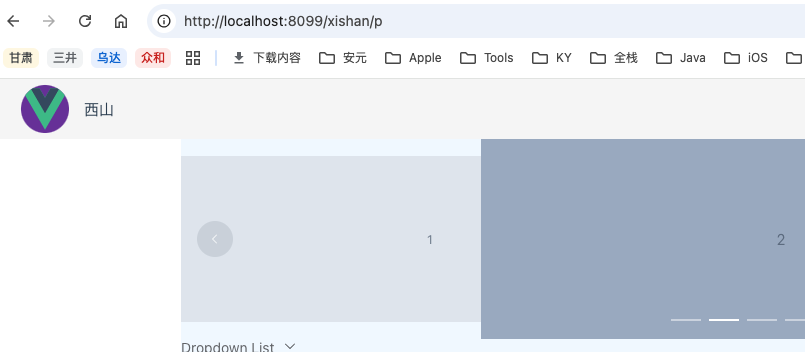 http://localhost:8099/xishan/p
甘肃 三井 乌达 众和 下载内容 安元 Apple Tools KY 全栈 Java iOS
西山
1 2
Dropdown List